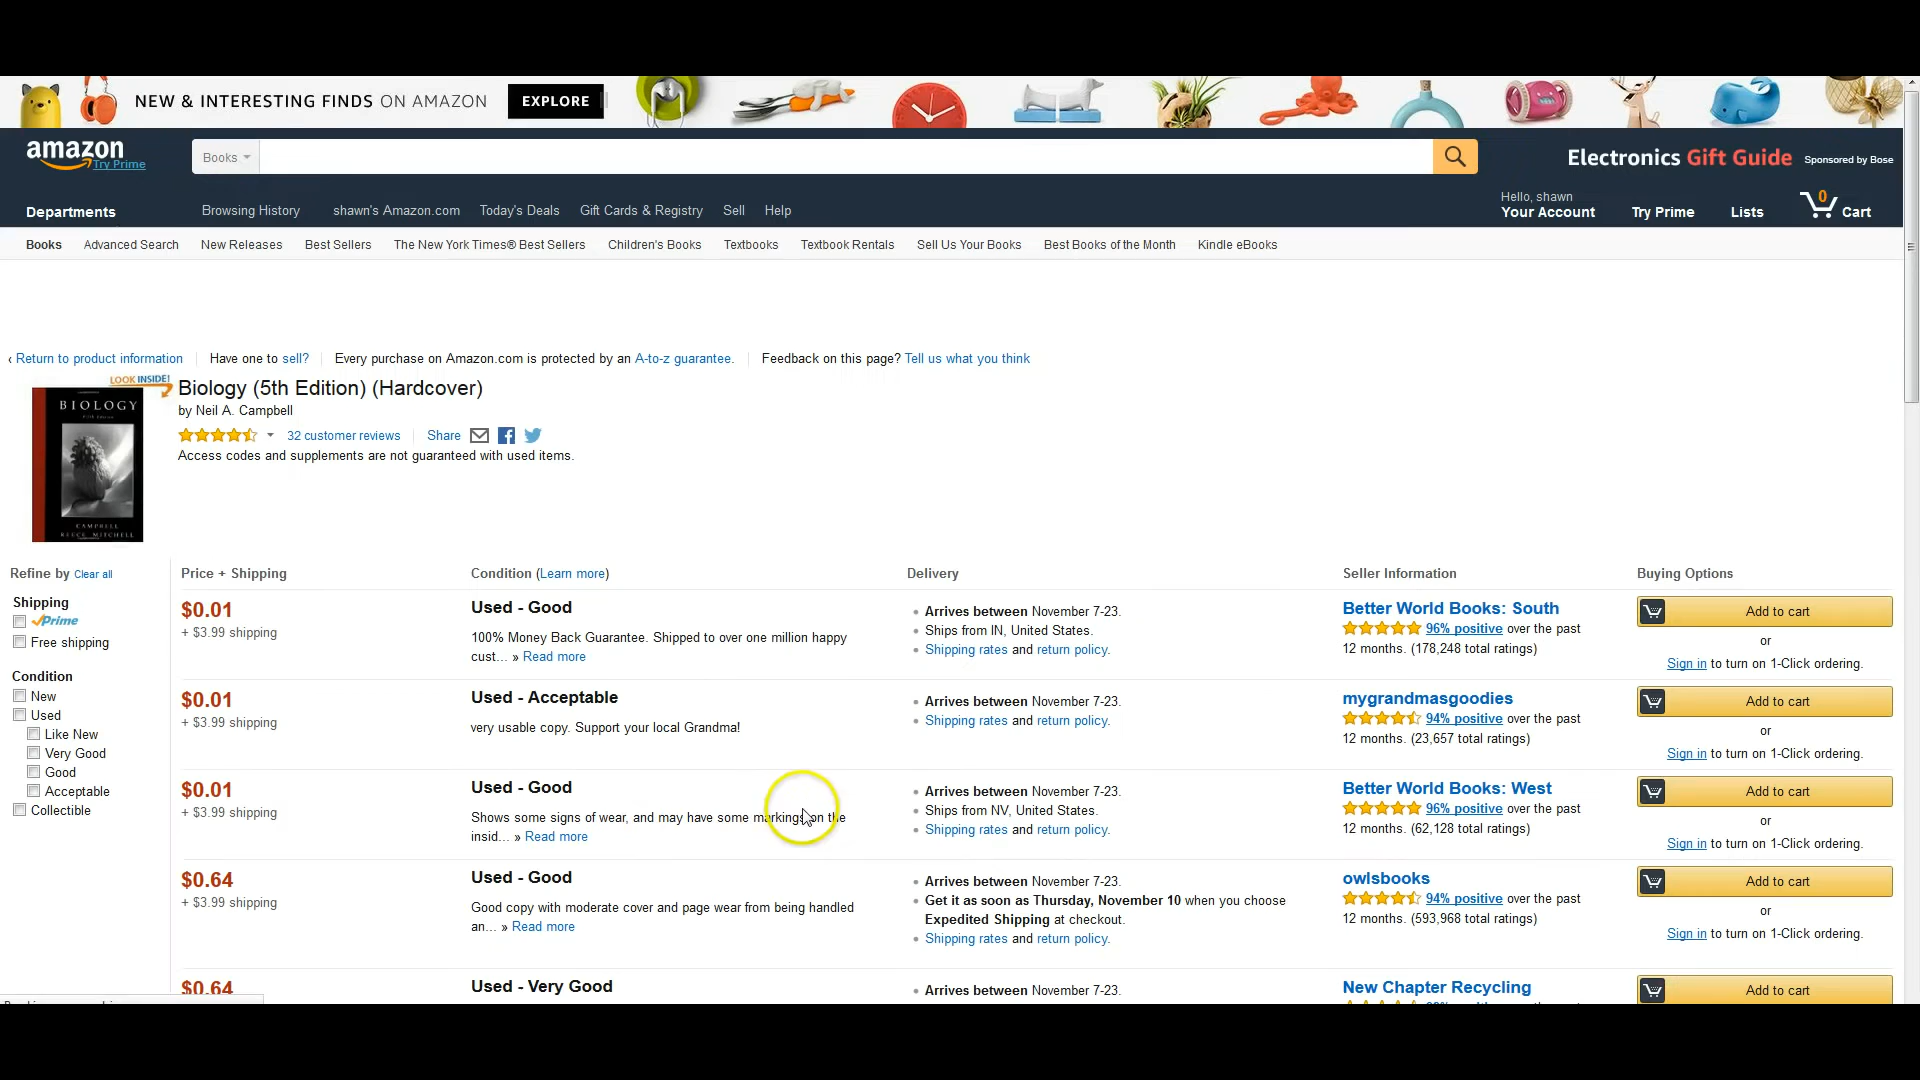 NEW & INTERESTING FINDS ON AMAZON EXPLORE
amazon
Try Prime
Books
Electronics Gift Guide Sponsored by Bose
Departments Browsing History shawn's Amazon.com Today's Deals Gift Cards & Registry Sell Help
Hello, shawn
Your Account Try Prime Lists 0 Cart
Books Advanced Search New Releases Best Sellers The New York Times® Best Sellers Children's Books Textbooks Textbook Rentals Sell Us Your Books Best Books of the Month Kindle eBooks
‹ Return to product information Have one to sell? Every purchase on Amazon.com is protected by an A-to-z guarantee. Feedback on this page? Tell us what you think
LOOK INSIDE!
BIOLOGY
CAMPBELL
REECE MITCHELL
Biology (5th Edition) (Hardcover)
by Neil A. Campbell
32 customer reviews Share
Access codes and supplements are not guaranteed with used items.
Refine by Clear all
Shipping
Prime
Free shipping
Condition
New
Used
Like New
Very Good
Good
Acceptable
Collectible
Price + Shipping Condition (Learn more) Delivery Seller Information Buying Options
$0.01
+ $3.99 shipping
Used - Good
100% Money Back Guarantee. Shipped to over one million happy
cust... » Read more
Arrives between November 7-23.
Ships from IN, United States.
Shipping rates and return policy.
Better World Books: South
96% positive over the past
12 months. (178,248 total ratings)
Add to cart
or
Sign in to turn on 1-Click ordering.
$0.01
+ $3.99 shipping
Used - Acceptable
very usable copy. Support your local Grandma!
Arrives between November 7-23.
Shipping rates and return policy.
mygrandmasgoodies
94% positive over the past
12 months. (23,657 total ratings)
Add to cart
or
Sign in to turn on 1-Click ordering.
$0.01
+ $3.99 shipping
Used - Good
Shows some signs of wear, and may have some markings on the
insid... » Read more
Arrives between November 7-23.
Ships from NV, United States.
Shipping rates and return policy.
Better World Books: West
96% positive over the past
12 months. (62,128 total ratings)
Add to cart
or
Sign in to turn on 1-Click ordering.
$0.64
+ $3.99 shipping
Used - Good
Good copy with moderate cover and page wear from being handled
an... » Read more
Arrives between November 7-23.
Get it as soon as Thursday, November 10 when you choose
Expedited Shipping at checkout.
Shipping rates and return policy.
owlsbooks
94% positive over the past
12 months. (593,968 total ratings)
Add to cart
or
Sign in to turn on 1-Click ordering.
$0.64
Used - Very Good
Arrives between November 7-23.
New Chapter Recycling
Add to cart